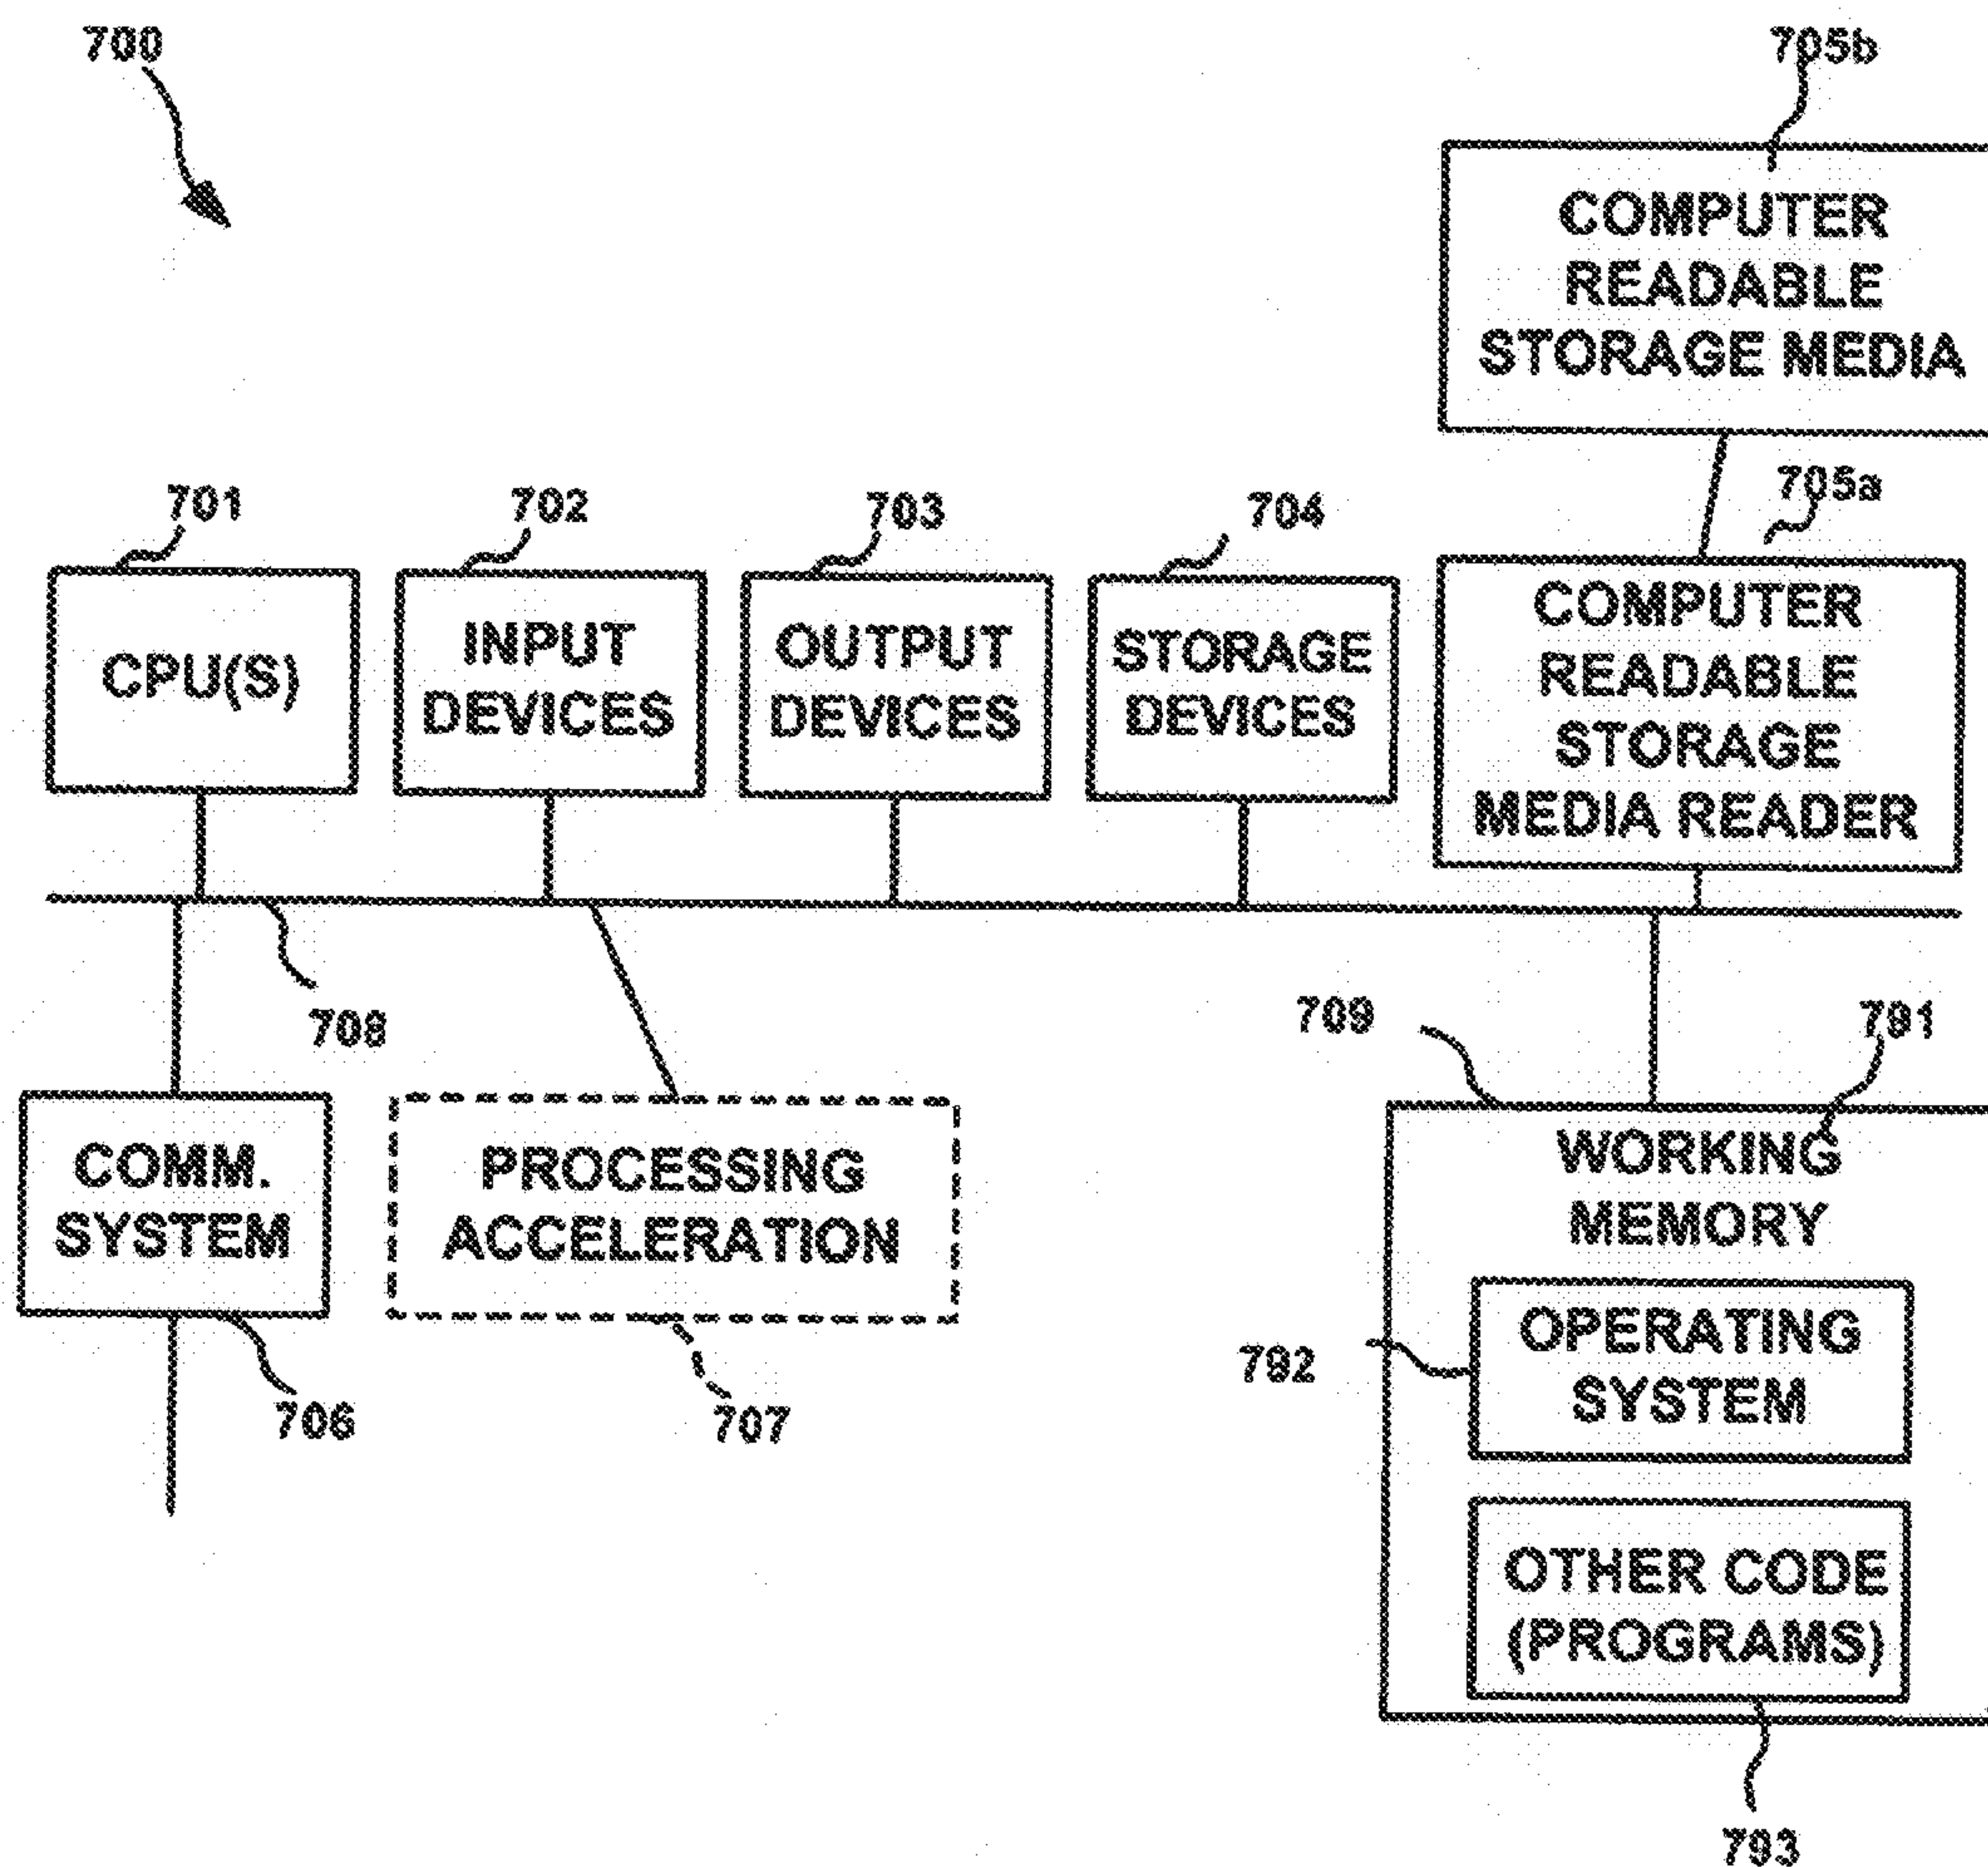 700
705b
COMPUTER
READABLE
STORAGE MEDIA
705a
701
702
703
704
CPU(S)
INPUT
DEVICES
OUTPUT
DEVICES
STORAGE
DEVICES
COMPUTER
READABLE
STORAGE
MEDIA READER
708
709
791
COMM.
SYSTEM
706
PROCESSING
ACCELERATION
707
WORKING
MEMORY
792
OPERATING
SYSTEM
OTHER CODE
(PROGRAMS)
793